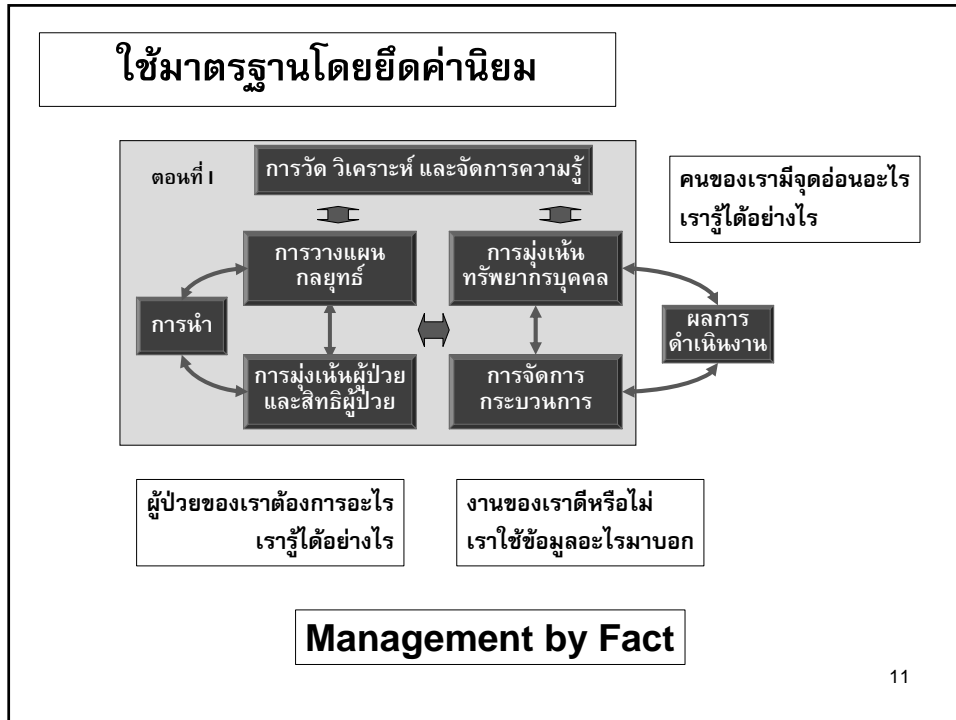 ใช้มาตรฐานโดยยึดค่านิยม
ตอนที่ I
การวัด วิเคราะห์ และจัดการความรู้
คนของเรามีจุดอ่อนอะไร
เรารู้ได้อย่างไร
การวางแผน
กลยุทธ์
การมุ่งเน้น
ทรัพยากรบุคคล
การนำ
ผลการ
ดำเนินงาน
การมุ่งเน้นผู้ป่วย
และสิทธิผู้ป่วย
การจัดการ
กระบวนการ
ผู้ป่วยของเราต้องการอะไร
เรารู้ได้อย่างไร
งานของเราดีหรือไม่
เราใช้ข้อมูลอะไรมาบอก
Management by Fact
11